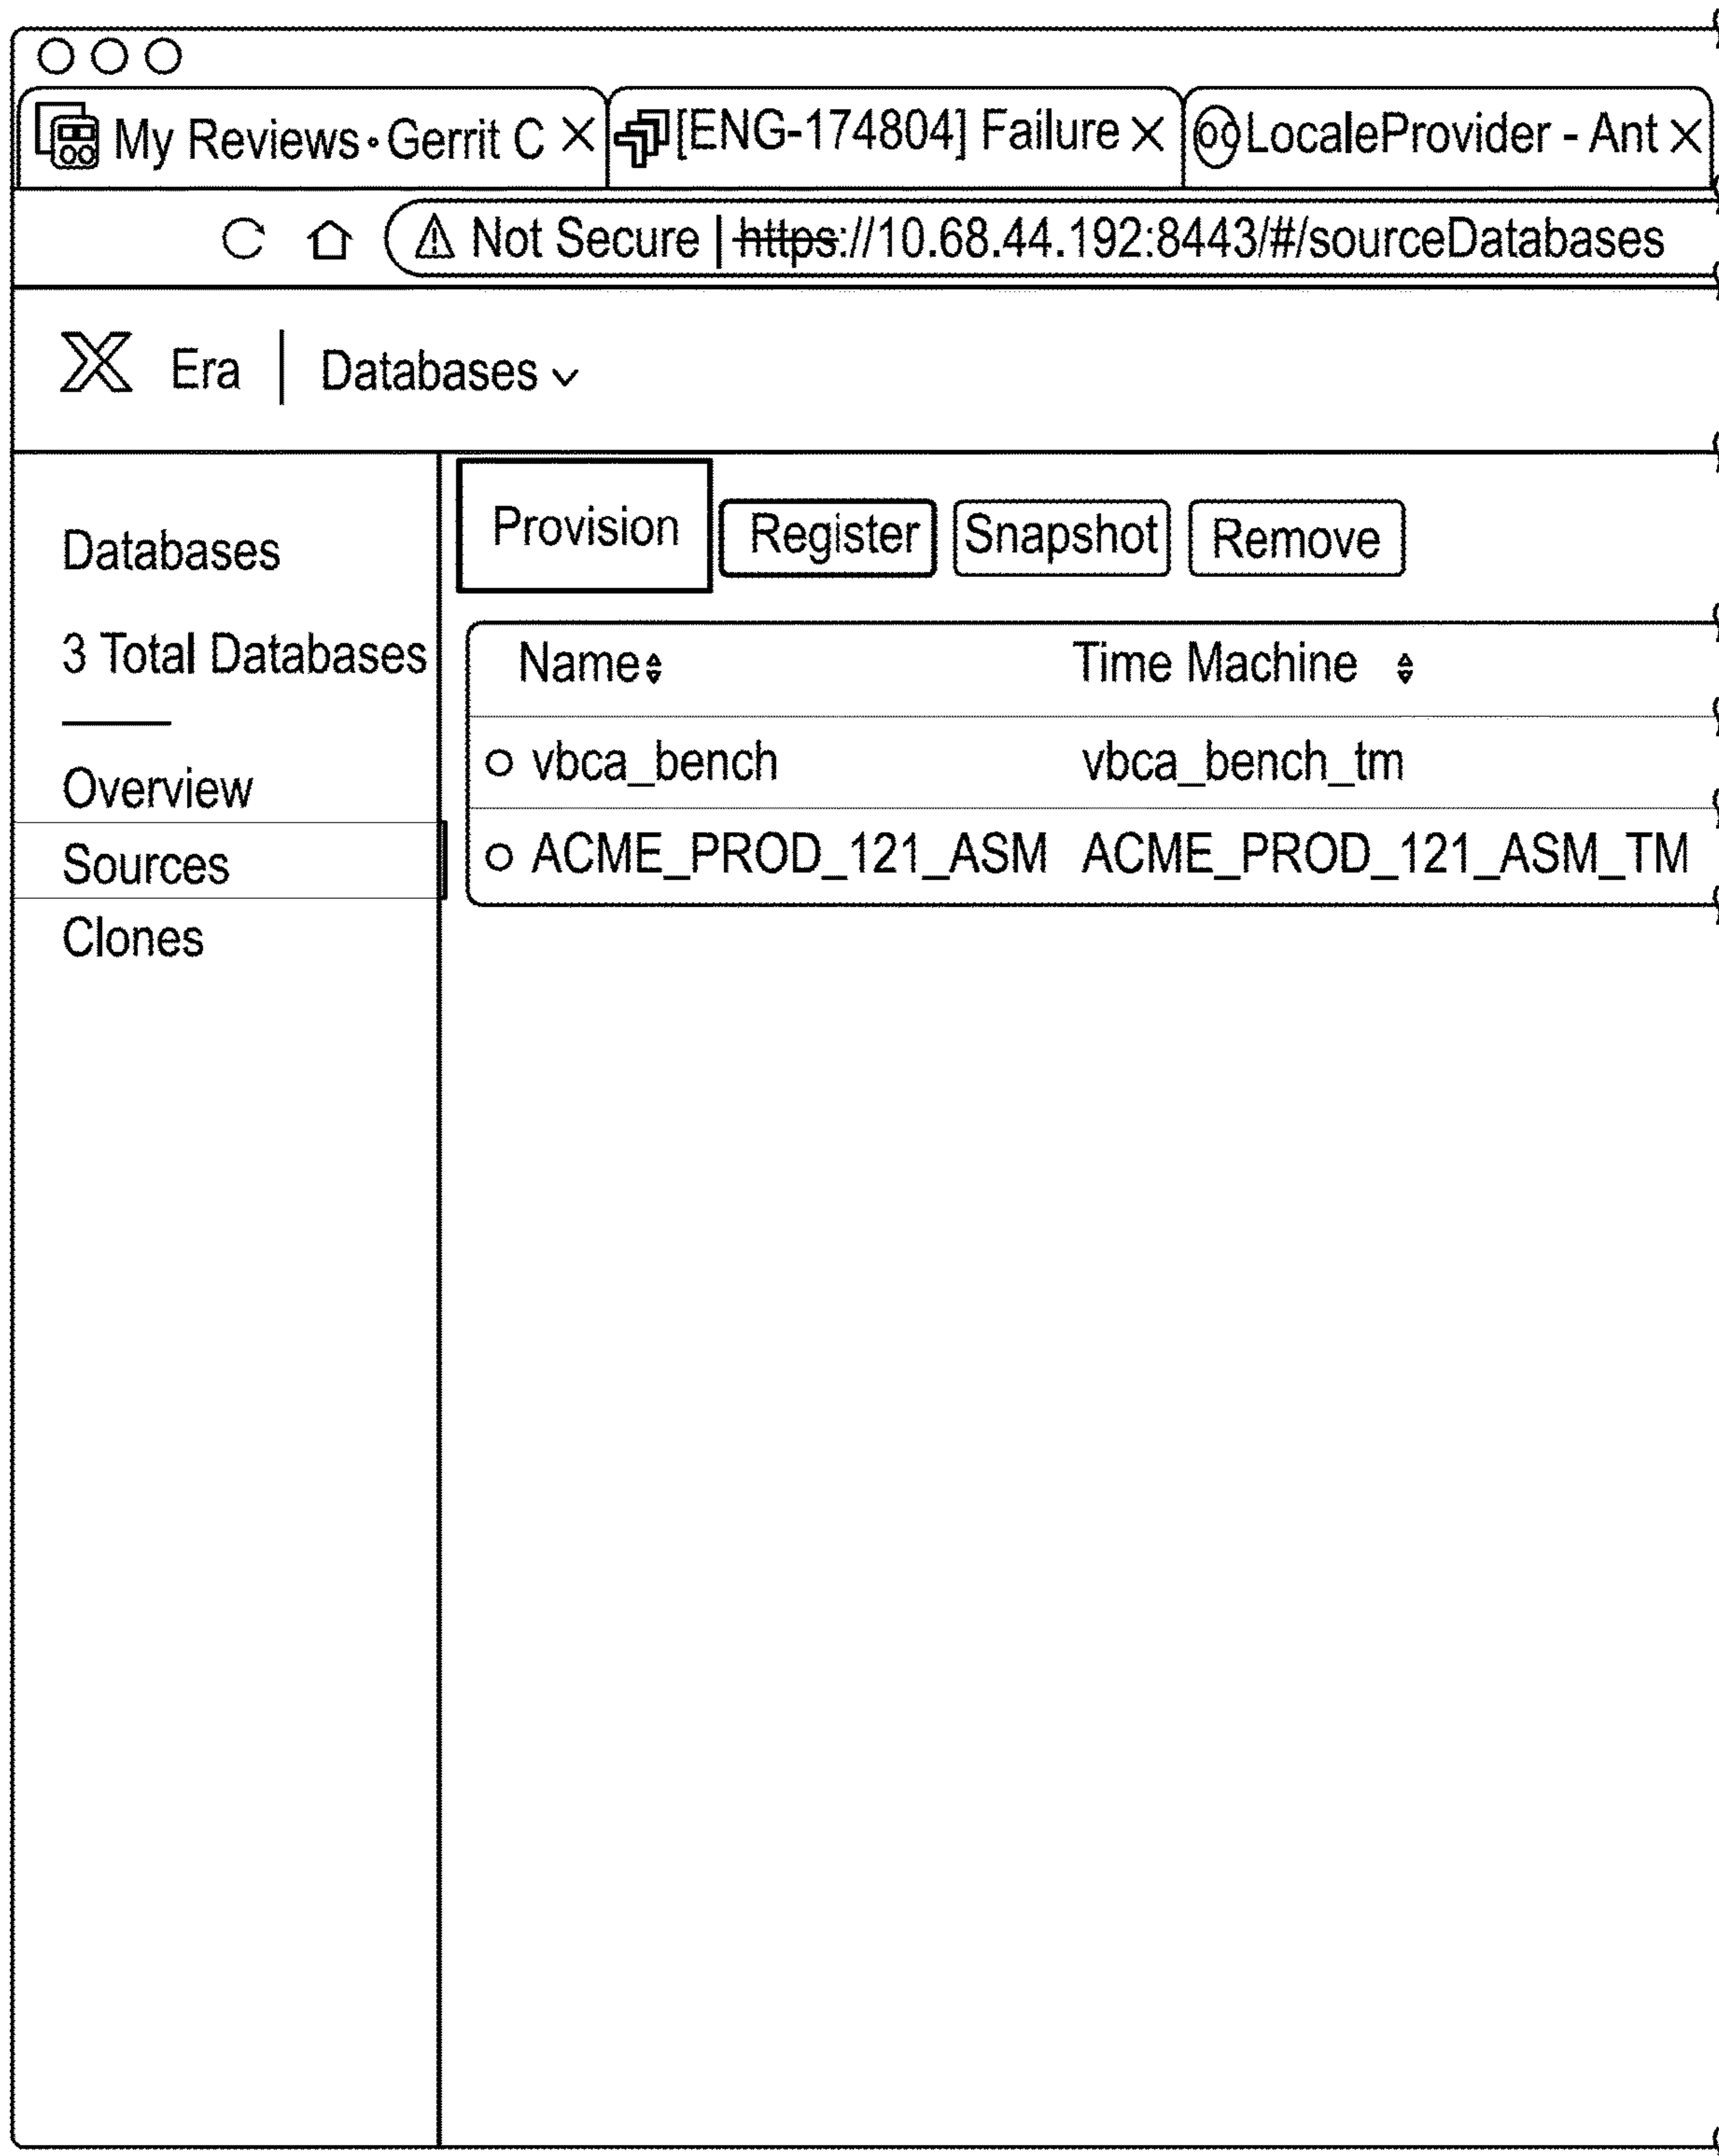 My Reviews · Gerrit C × [ENG-174804] Failure × LocaleProvider - Ant ×
Not Secure | https://10.68.44.192:8443/#/sourceDatabases
X Era | Databases
Provision Register Snapshot Remove
Databases
3 Total Databases
Overview
Sources
Clones
Name Time Machine
vbca_bench vbca_bench_tm
ACME_PROD_121_ASM ACME_PROD_121_ASM_TM